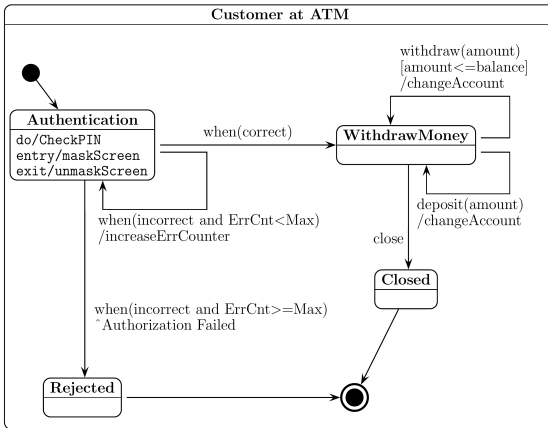 Customer at ATM
withdraw(amount)
[amount<=balance]
/changeAccount
Authentication
do/CheckPIN
entry/maskScreen
exit/unmaskScreen
when(correct)
WithdrawMoney
deposit(amount)
/changeAccount
when(incorrect and ErrCnt<Max)
/increaseErrCounter
close
Closed
when(incorrect and ErrCnt>=Max)
^Authorization Failed
Rejected